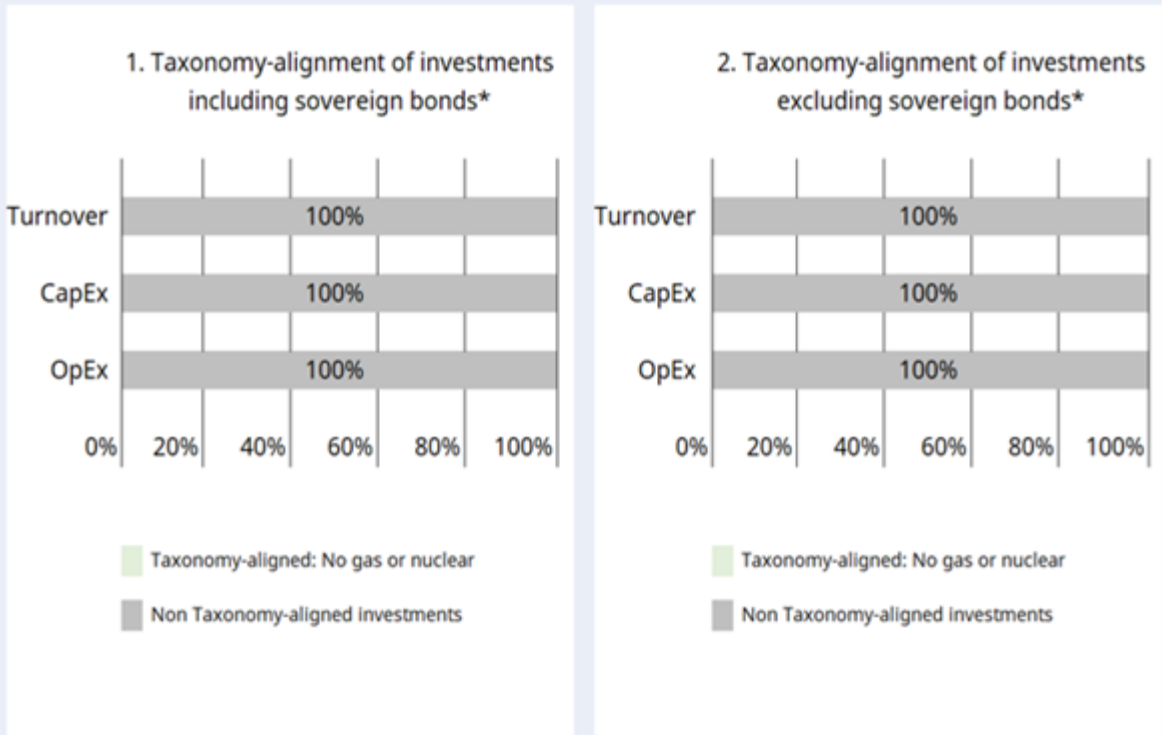 1. Taxonomy-alignment of investments
including sovereign bonds*
Turnover 100%
CapEx 100%
OpEx 100%
0% 20% 40% 60% 80% 100%
Taxonomy-aligned: No gas or nuclear
Non Taxonomy-aligned investments
2. Taxonomy-alignment of investments
excluding sovereign bonds*
Turnover 100%
CapEx 100%
OpEx 100%
0% 20% 40% 60% 80% 100%
Taxonomy-aligned: No gas or nuclear
Non Taxonomy-aligned investments